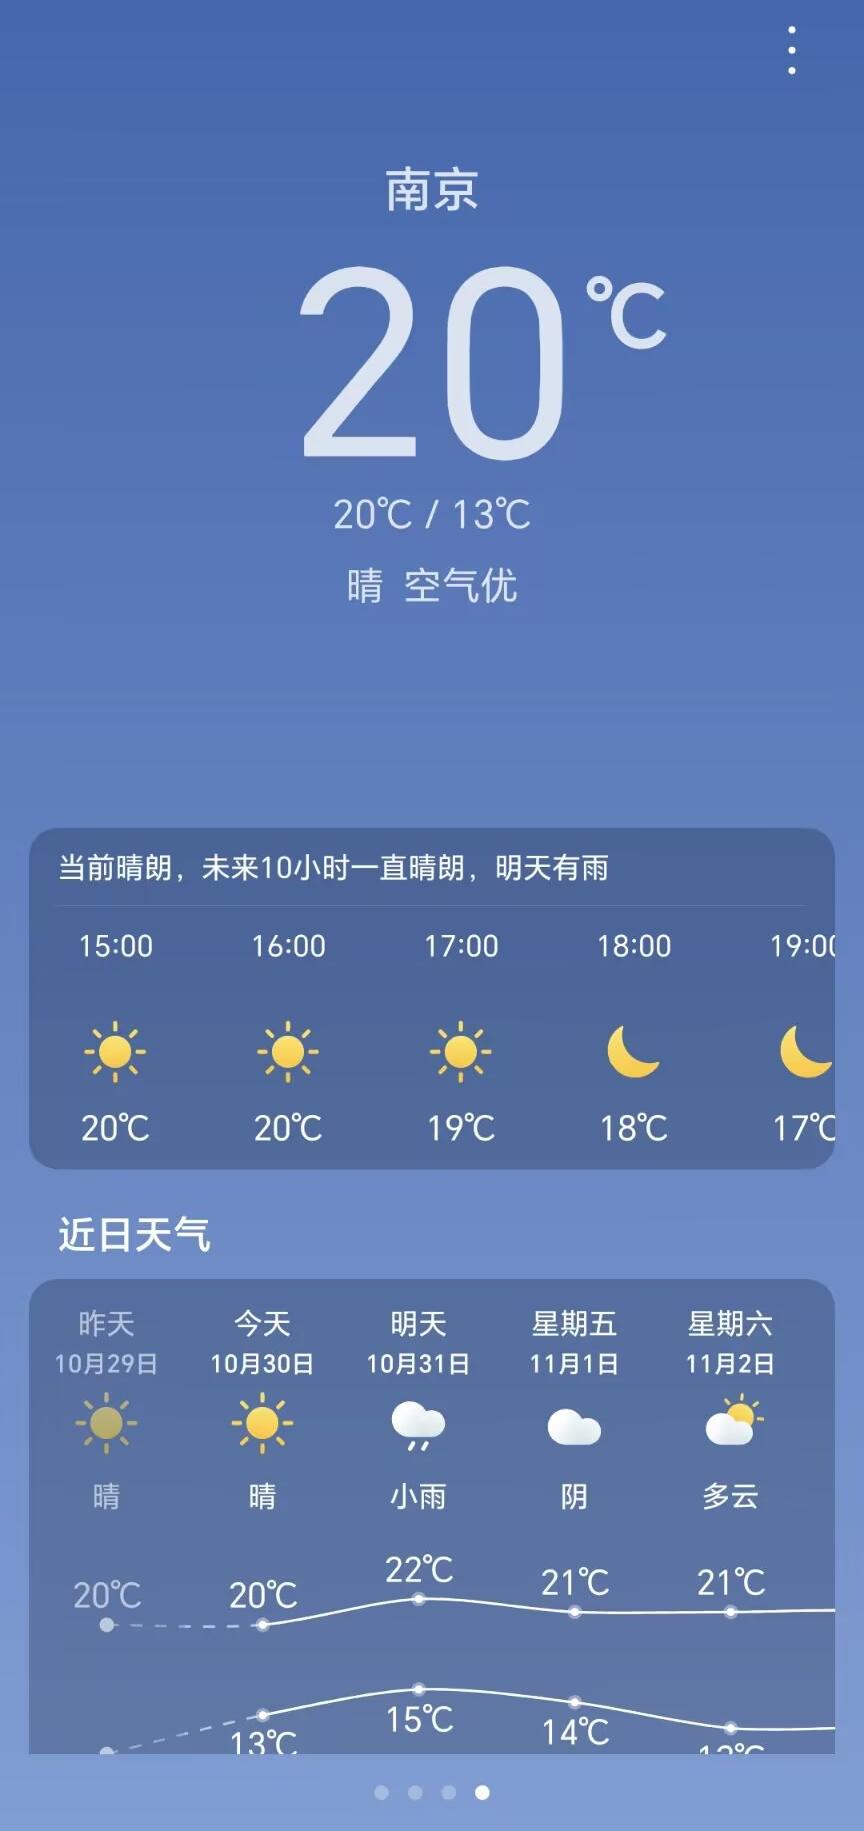 南京
20℃
20℃ / 13℃
晴 空气优
当前晴朗，未来10小时一直晴朗，明天有雨
15:00 16:00 17:00 18:00 19:00
20℃ 20℃ 19℃ 18℃ 17℃
近日天气
昨天 今天 明天 星期五 星期六
10月29日 10月30日 10月31日 11月1日 11月2日
晴 晴 小雨 阴 多云
20℃ 20℃ 22℃ 21℃ 21℃
13℃ 15℃ 14℃